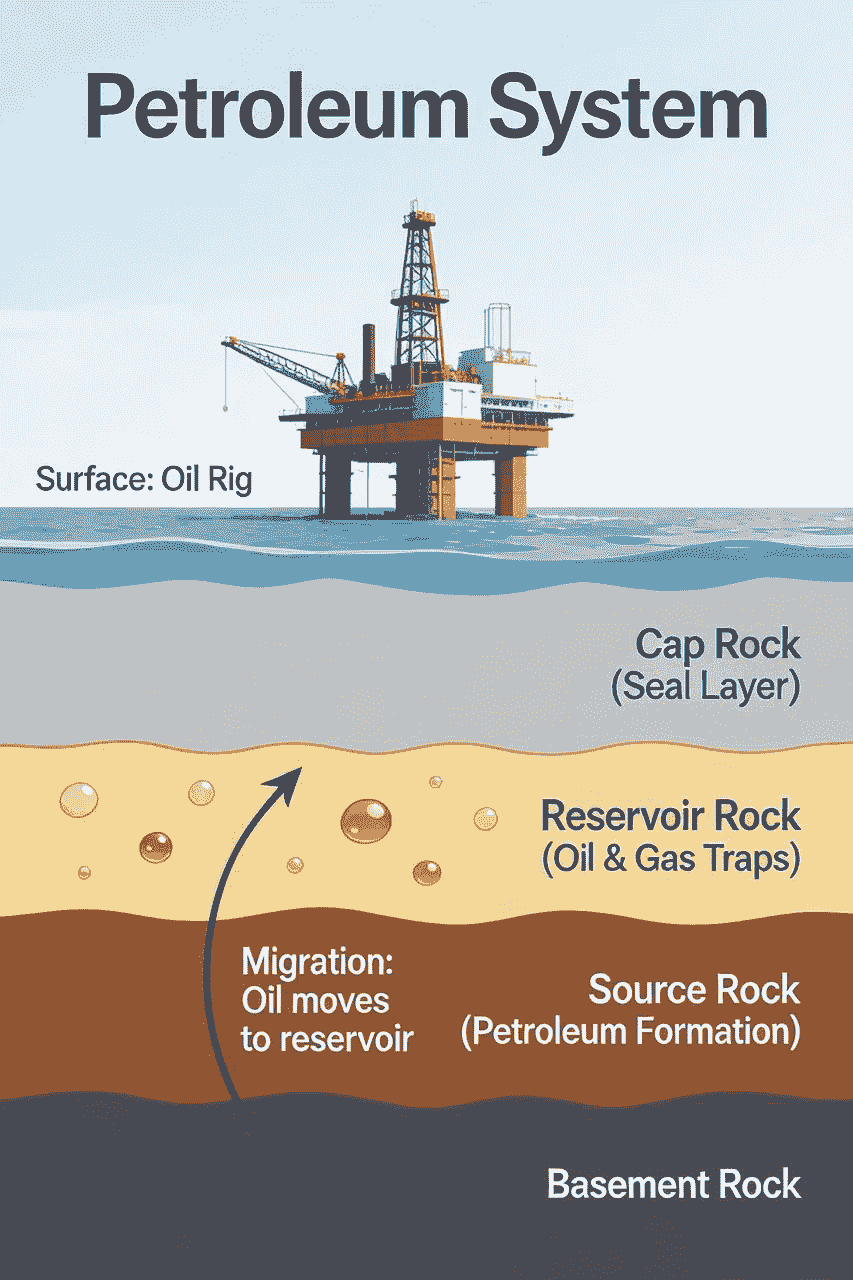 Petroleum System
Surface: Oil Rig
Cap Rock
(Seal Layer)
Reservoir Rock
(Oil & Gas Traps)
Migration:
Oil moves
to reservoir
Source Rock
(Petroleum Formation)
Basement Rock